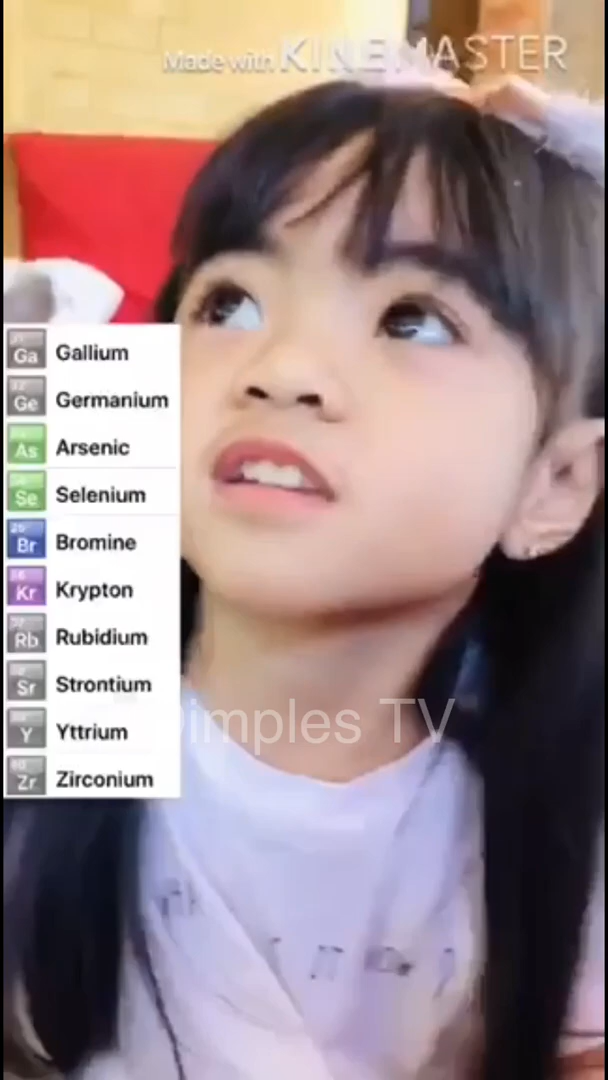 Made with KINEMASTER
Ga Gallium
Ge Germanium
As Arsenic
Se Selenium
Br Bromine
Kr Krypton
Rb Rubidium
Sr Strontium
Y Yttrium
Zr Zirconium
Dimples TV